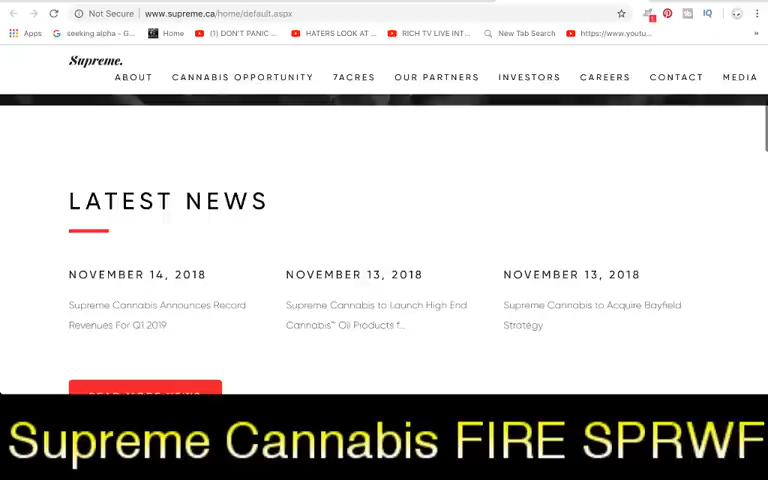 Not Secure | www.supreme.ca/home/default.aspx
Apps seeking alpha - G... Home (1) DON'T PANIC ... HATERS LOOK AT ... RICH TV LIVE INT... New Tab Search https://www.youtu... »
Supreme.
ABOUT CANNABIS OPPORTUNITY 7ACRES OUR PARTNERS INVESTORS CAREERS CONTACT MEDIA
LATEST NEWS
NOVEMBER 14, 2018 NOVEMBER 13, 2018 NOVEMBER 13, 2018
Supreme Cannabis Announces Record Supreme Cannabis to Launch High End Supreme Cannabis to Acquire Bayfield
Revenues For Q1 2019 Cannabis™ Oil Products f... Strategy
READ MORE NEWS
Supreme Cannabis FIRE SPRWF